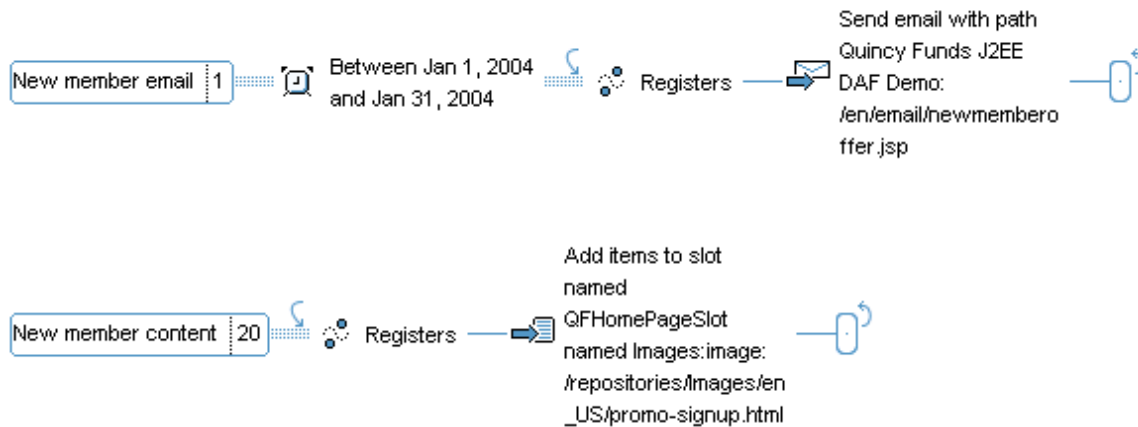 New member email 1
Between Jan 1, 2004
and Jan 31, 2004
Registers
Send email with path
Quincy Funds J2EE
DAF Demo:
/en/email/newmembero
ffer.jsp
New member content 20
Registers
Add items to slot
named
QFHomePageSlot
named Images:image:
/repositories/Images/en
_US/promo-signup.html